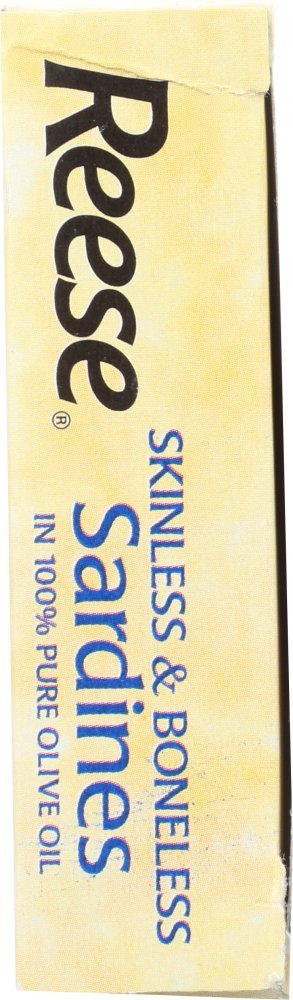 Reese®
SKINLESS & BONELESS
Sardines
IN 100% PURE OLIVE OIL